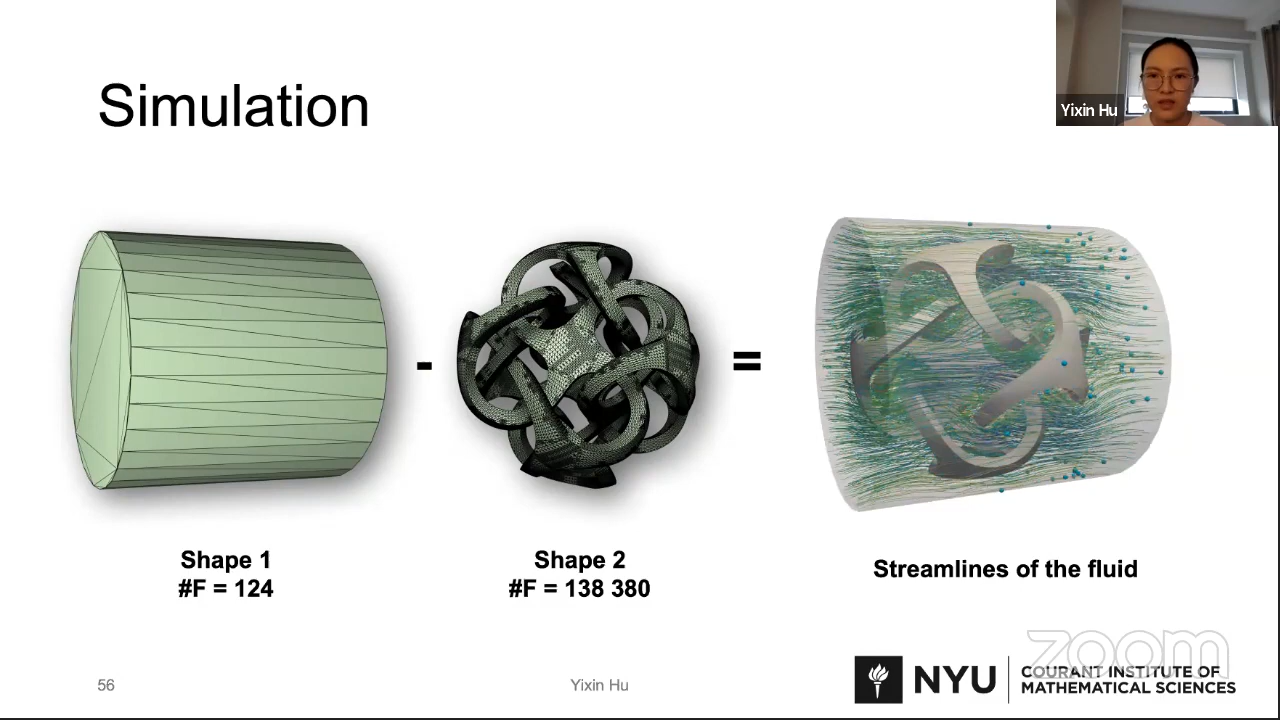 Simulation
Yixin Hu
-
=
Shape 1
#F = 124
Shape 2
#F = 138 380
Streamlines of the fluid
zoom
56
Yixin Hu
NYU
COURANT INSTITUTE OF
MATHEMATICAL SCIENCES